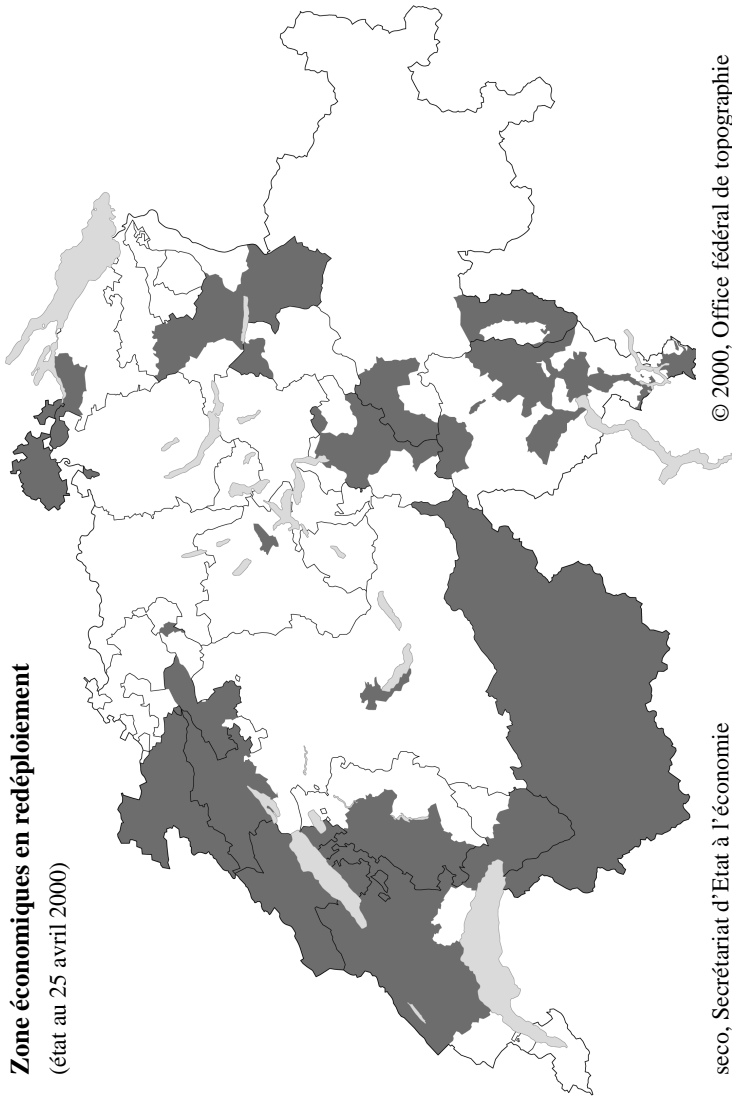 Zone économiques en redéploiement
(état au 25 avril 2000)
seco, Secrétariat d’Etat à l’économie
© 2000, Office fédéral de topographie